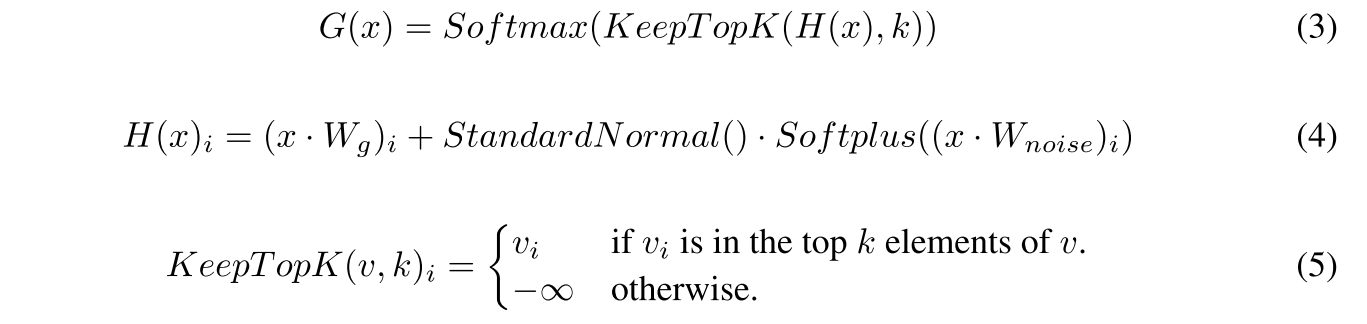 G(x) = Softmax(KeepTopK(H(x), k)) (3)
H(x)_i = (x · W_g)_i + StandardNormal() · Softplus((x · W_noise)_i) (4)
KeepTopK(v, k)_i = { v_i if v_i is in the top k elements of v. (5)
−∞ otherwise.